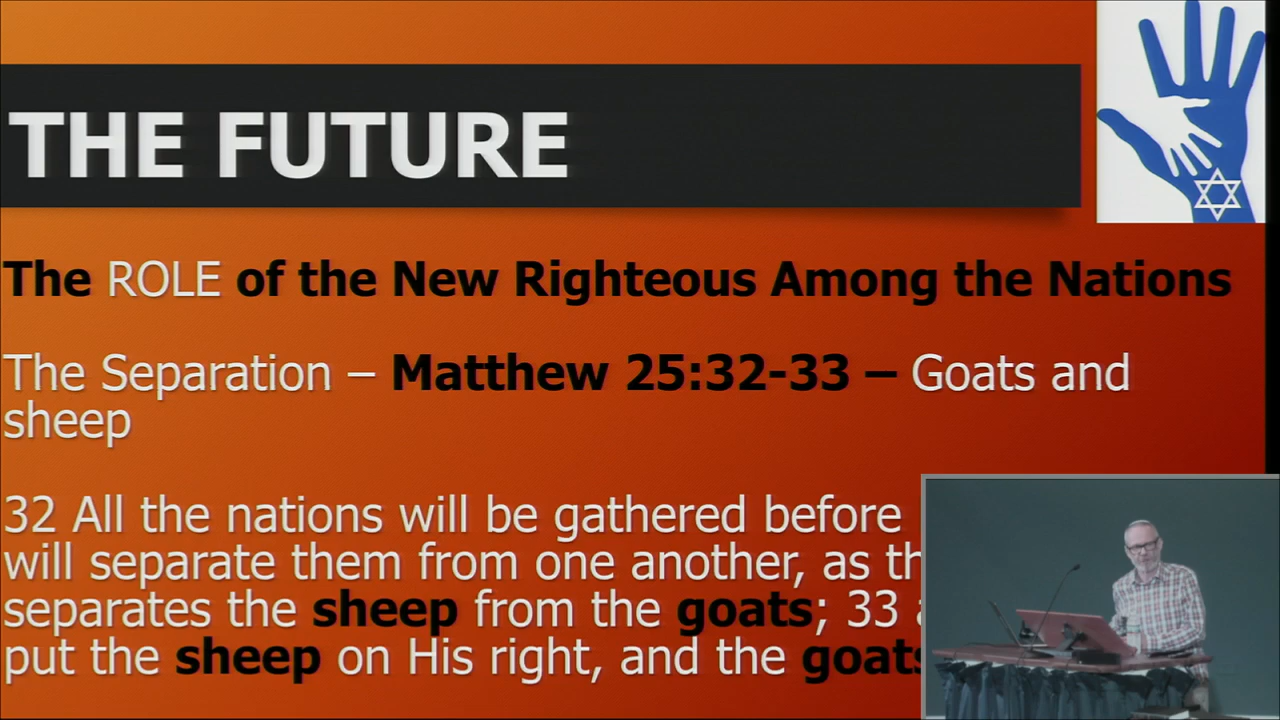 THE FUTURE
The ROLE of the New Righteous Among the Nations
The Separation – Matthew 25:32-33 – Goats and
sheep
32 All the nations will be gathered before
will separate them from one another, as
separates the sheep from the goats; 33
put the sheep on His right, and the goats